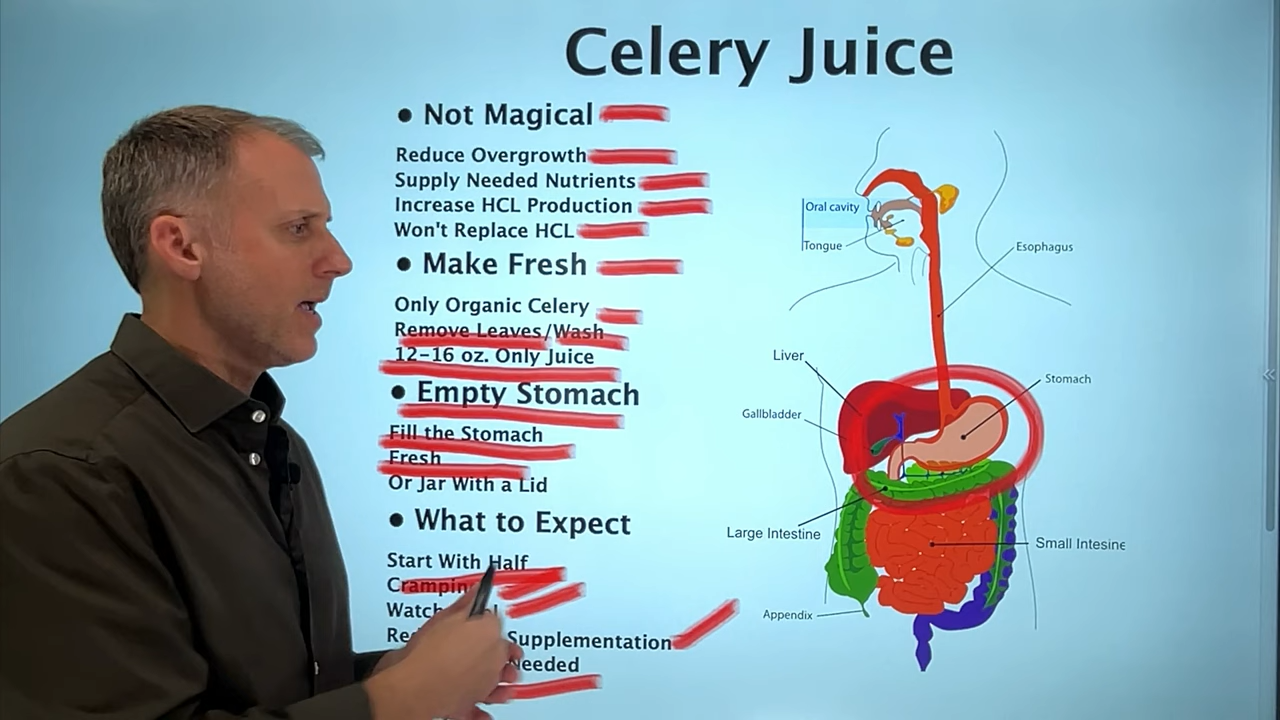 Celery Juice
• Not Magical
Reduce Overgrowth
Supply Needed Nutrients
Increase HCL Production
Won't Replace HCL
• Make Fresh
Only Organic Celery
Remove Leaves/Wash
12-16 oz. Only Juice
• Empty Stomach
Fill the Stomach
Fresh
Or Jar With a Lid
• What to Expect
Start With Half
Watch
Supplementation
Needed
Oral cavity
Tongue
Esophagus
Liver
Stomach
Gallbladder
Large Intestine
Small Intesine
Appendix